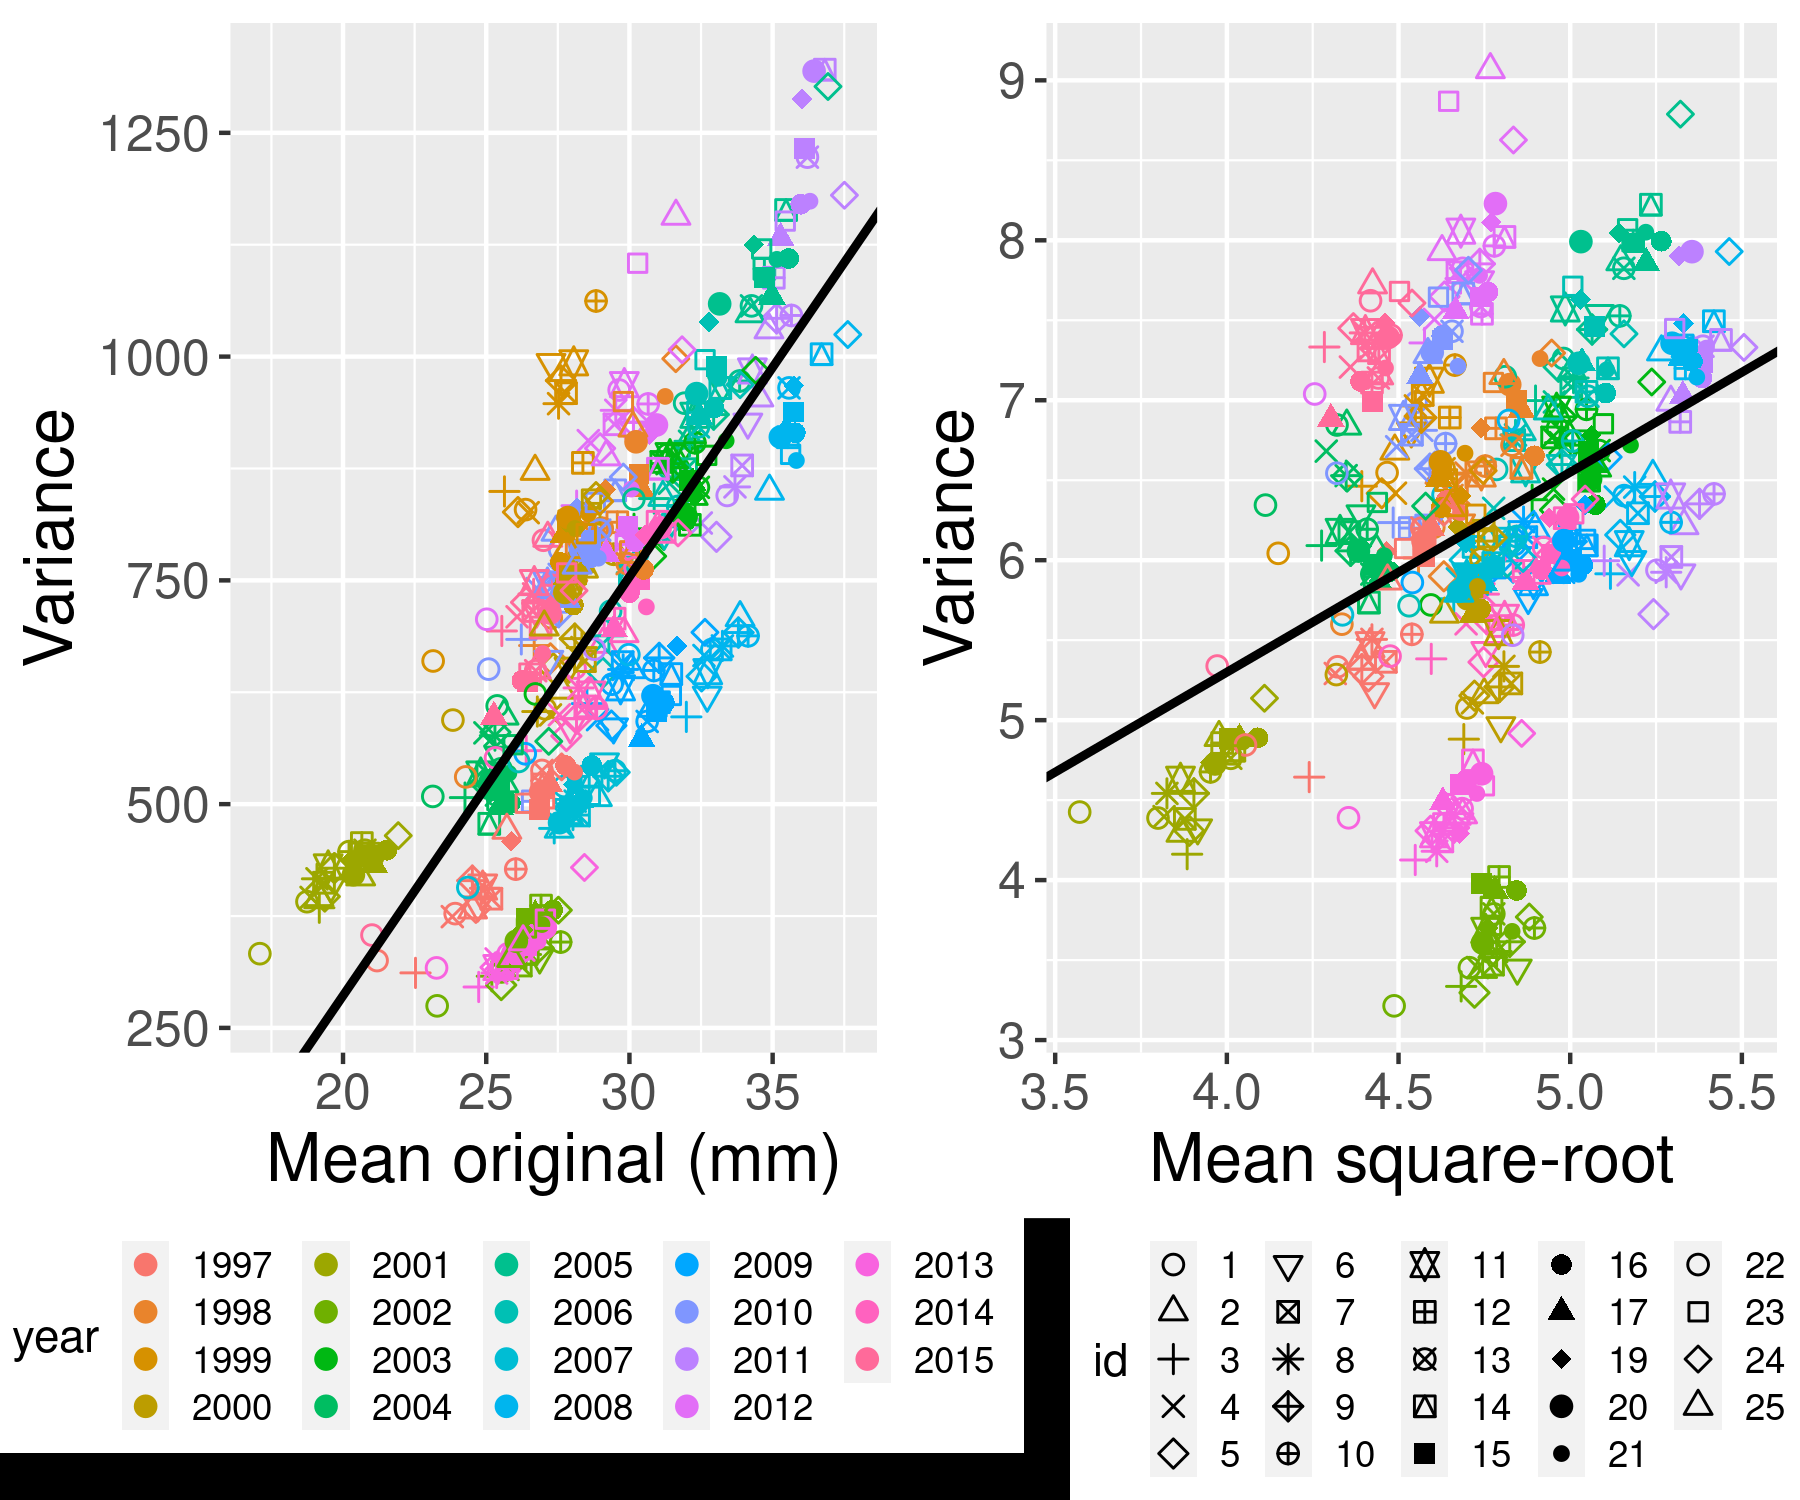 Variance
1250
1000
750
500
250
20 25 30 35
Mean original (mm)
Variance
9
8
7
6
5
4
3
3.5 4.0 4.5 5.0 5.5
Mean square-root
year
1997 2001 2005 2009 2013
1998 2002 2006 2010 2014
1999 2003 2007 2011 2015
2000 2004 2008 2012
id
1 6 11 16 22
2 7 12 17 23
3 8 13 19 24
4 9 14 20 25
5 10 15 21